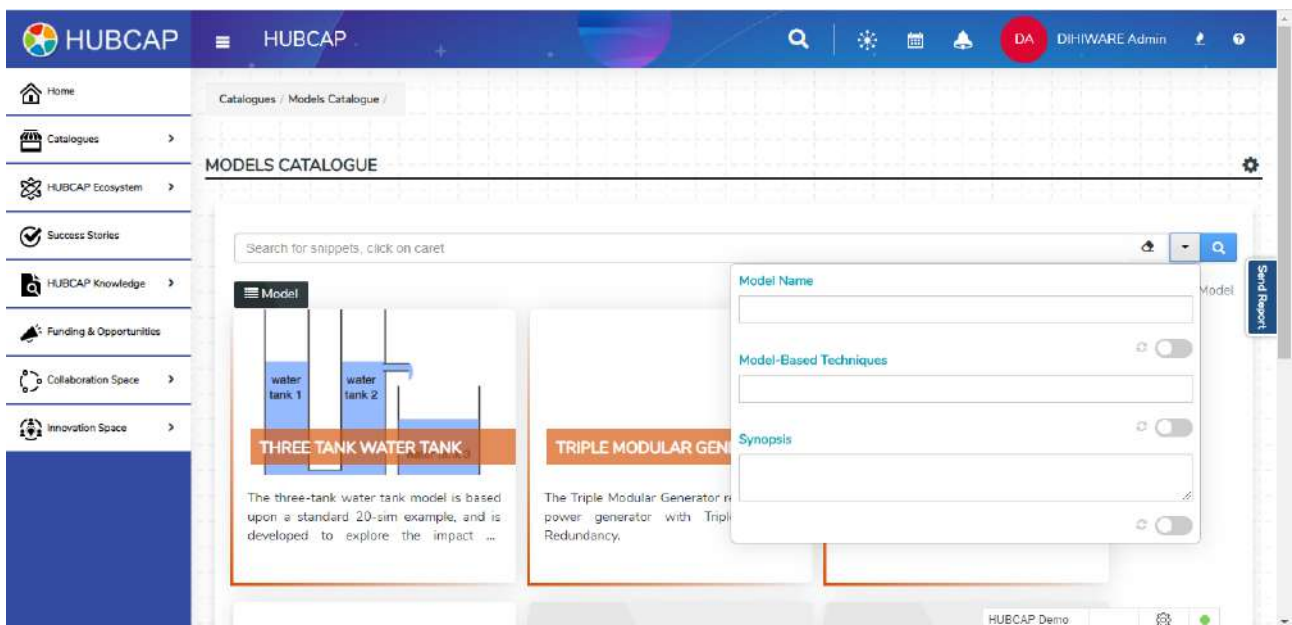 HUBCAP
HUBCAP
DA
DIHIWARE Admin
Home
Catalogues
HUBCAP Ecosystem
Success Stories
HUBCAP Knowledge
Funding & Opportunities
Collaboration Space
Innovation Space
Catalogues / Models Catalogue /
MODELS CATALOGUE
Search for snippets, click on caret
Model
Model
Send Report
water tank 1
water tank 2
THREE TANK WATER TANK
The three-tank water tank model is based
upon a standard 20-sim example, and is
developed to explore the impact ...
TRIPLE MODULAR GEN
The Triple Modular Generator
power generator with
Redundancy.
Model Name
Model-Based Techniques
Synopsis
HUBCAP Demo